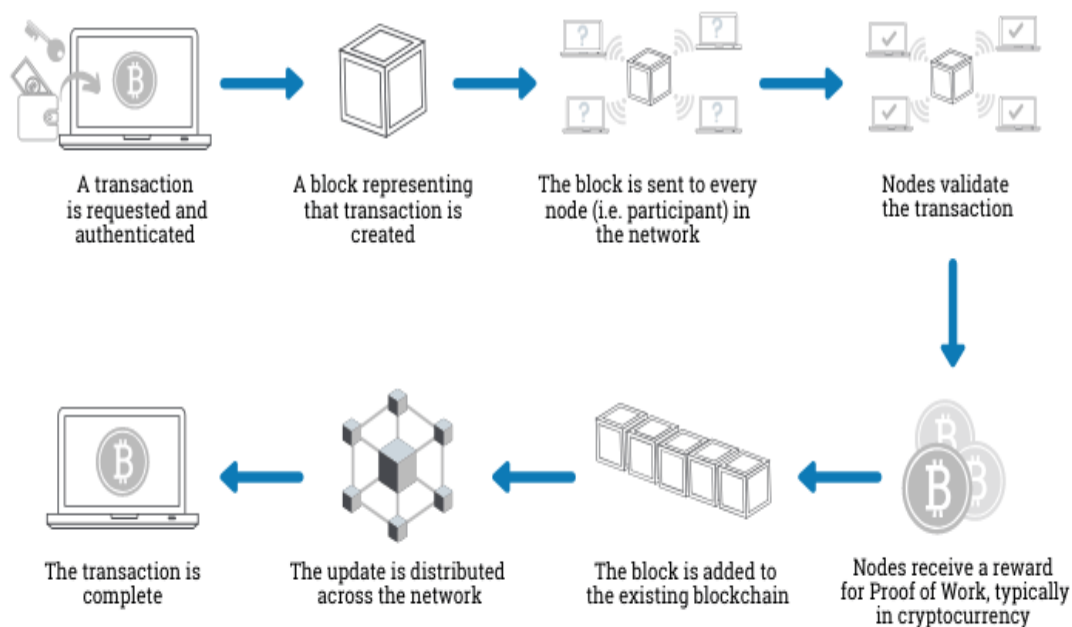 A transaction
is requested and
authenticated
A block representing
that transaction is
created
The block is sent to every
node (i.e. participant) in
the network
Nodes validate
the transaction
Nodes receive a reward
for Proof of Work, typically
in cryptocurrency
The block is added to
the existing blockchain
The update is distributed
across the network
The transaction is
complete